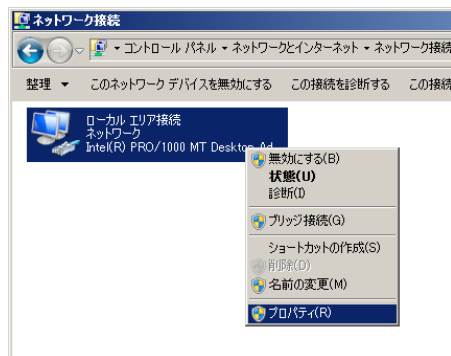 ネットワーク接続
コントロール パネル ネットワークとインターネット ネットワーク接続
整理 このネットワーク デバイスを無効にする この接続を診断する この接続
ローカル エリア接続
ネットワーク
Intel(R) PRO/1000 MT Desktop Ad
無効にする(B)
状態(U)
診断(I)
ブリッジ接続(G)
ショートカットの作成(S)
削除(D)
名前の変更(M)
プロパティ(R)